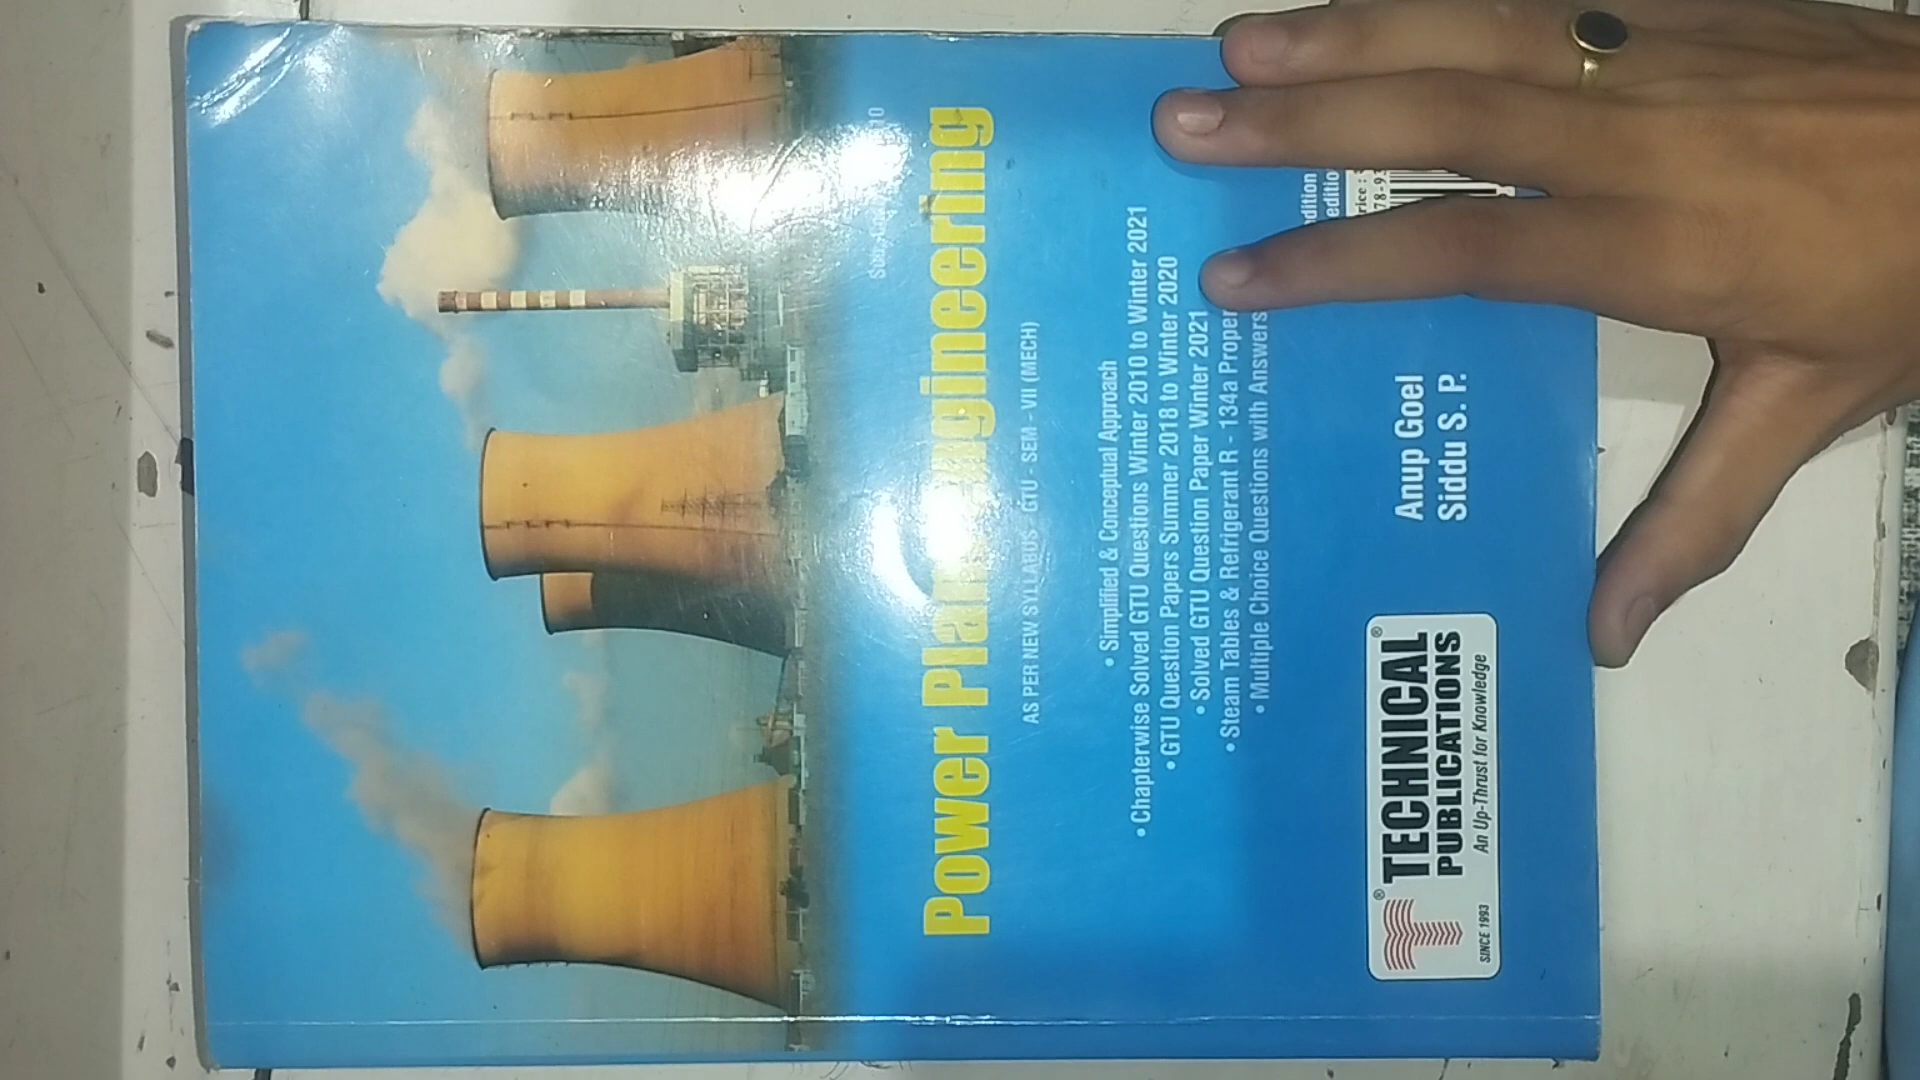 Power Plant Engineering
AS PER NEW SYLLABUS GTU - SEM - VII (MECH)
• Simplified & Conceptual Approach
• Chapterwise Solved GTU Questions Winter 2010 to Winter 2021
• GTU Question Papers Summer 2018 to Winter 2020
• Solved GTU Question Paper Winter 2021
• Steam Tables & Refrigerant R - 134a Proper
• Multiple Choice Questions with Answers
Anup Goel
Siddu S. P.
TECHNICAL®
PUBLICATIONS
SINCE 1993 An Up-Thrust for Knowledge